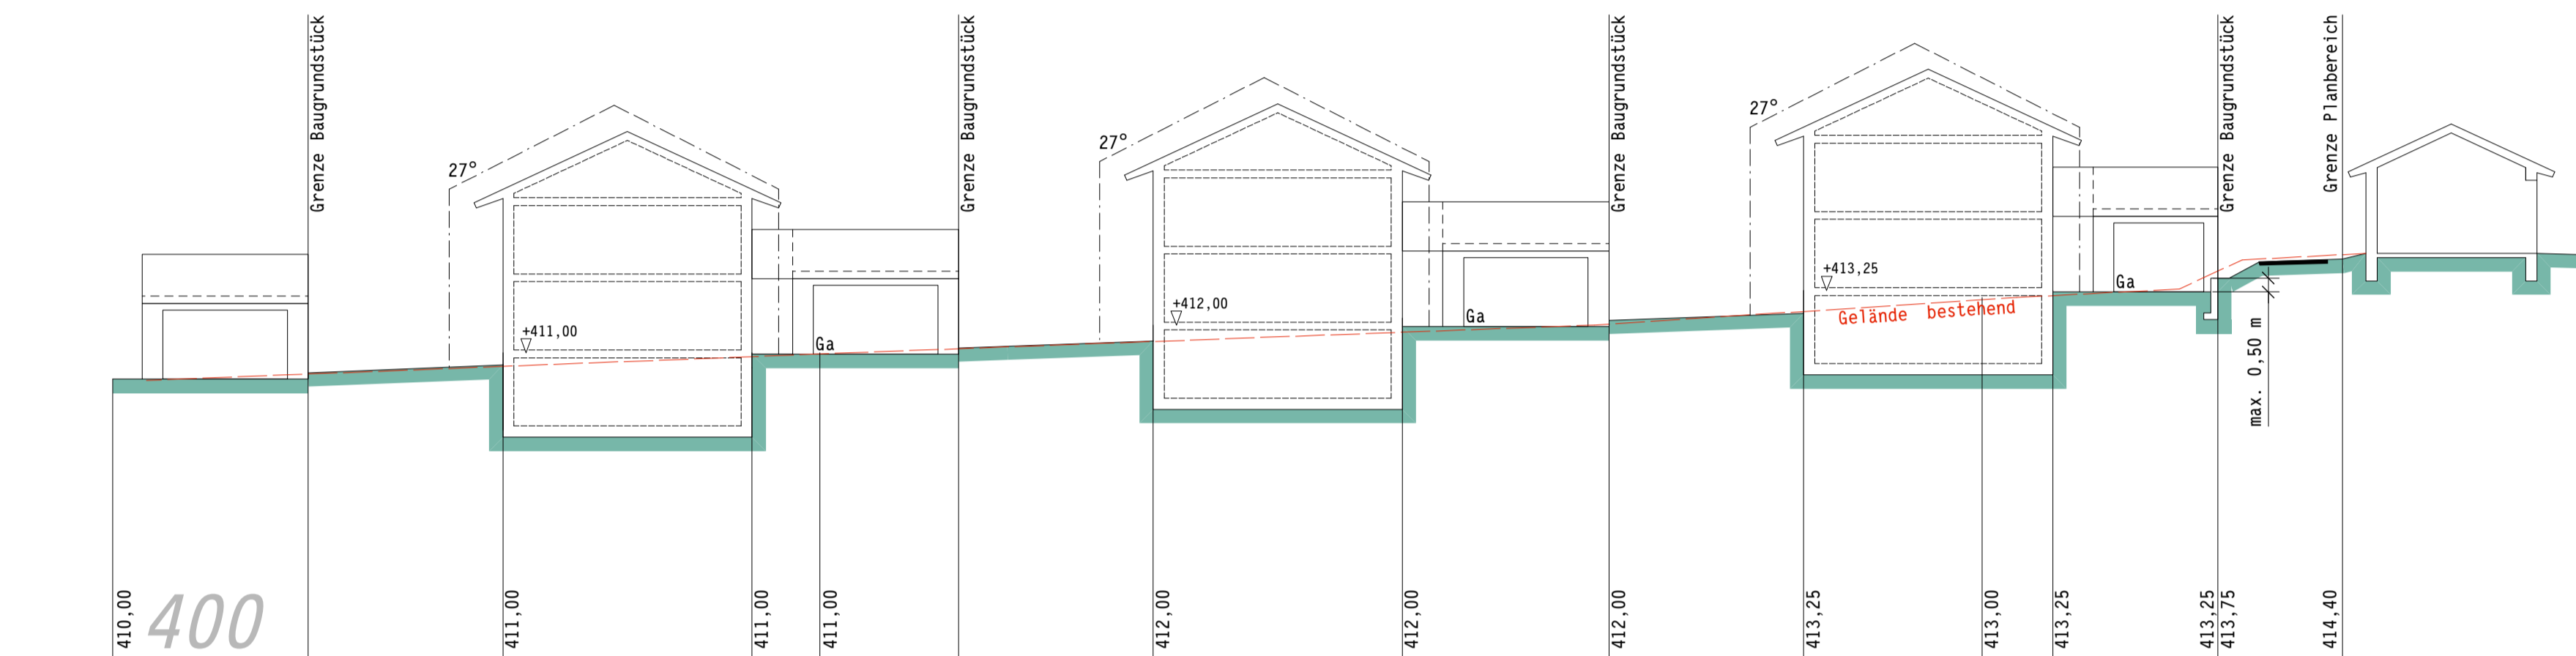 Grenze Baugrundstück
Grenze Baugrundstück
Grenze Baugrundstück
Grenze Baugrundstück
Grenze Planbereich
27°
27°
27°
+411,00
+412,00
+413,25
Ga
Ga
Ga
Gelände bestehend
max. 0,50 m
400
410,00
411,00
411,00
411,00
412,00
412,00
412,00
413,25
413,00
413,25
413,25
413,75
414,40